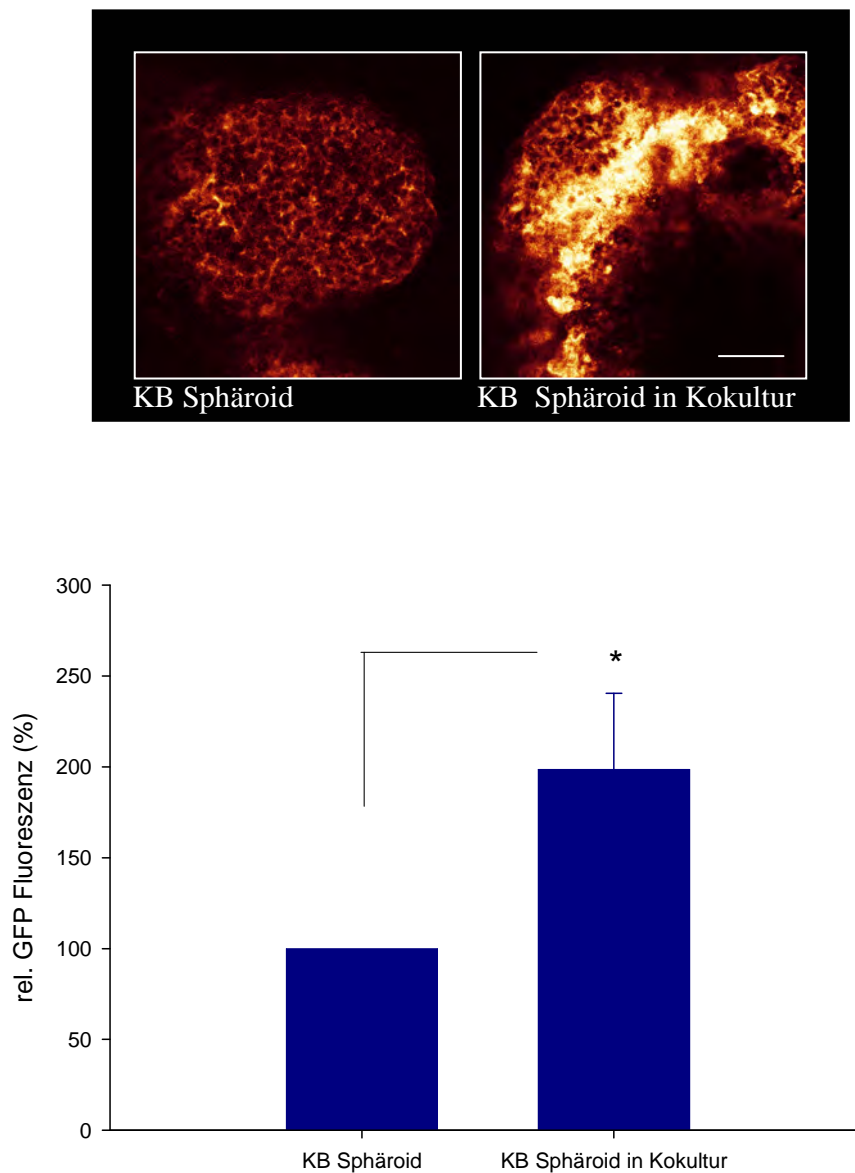 KB Sphäroid
KB Sphäroid in Kokultur
300
250
*
200
150
100
50
0
rel. GFP Fluoreszenz (%)
KB Sphäroid
KB Sphäroid in Kokultur